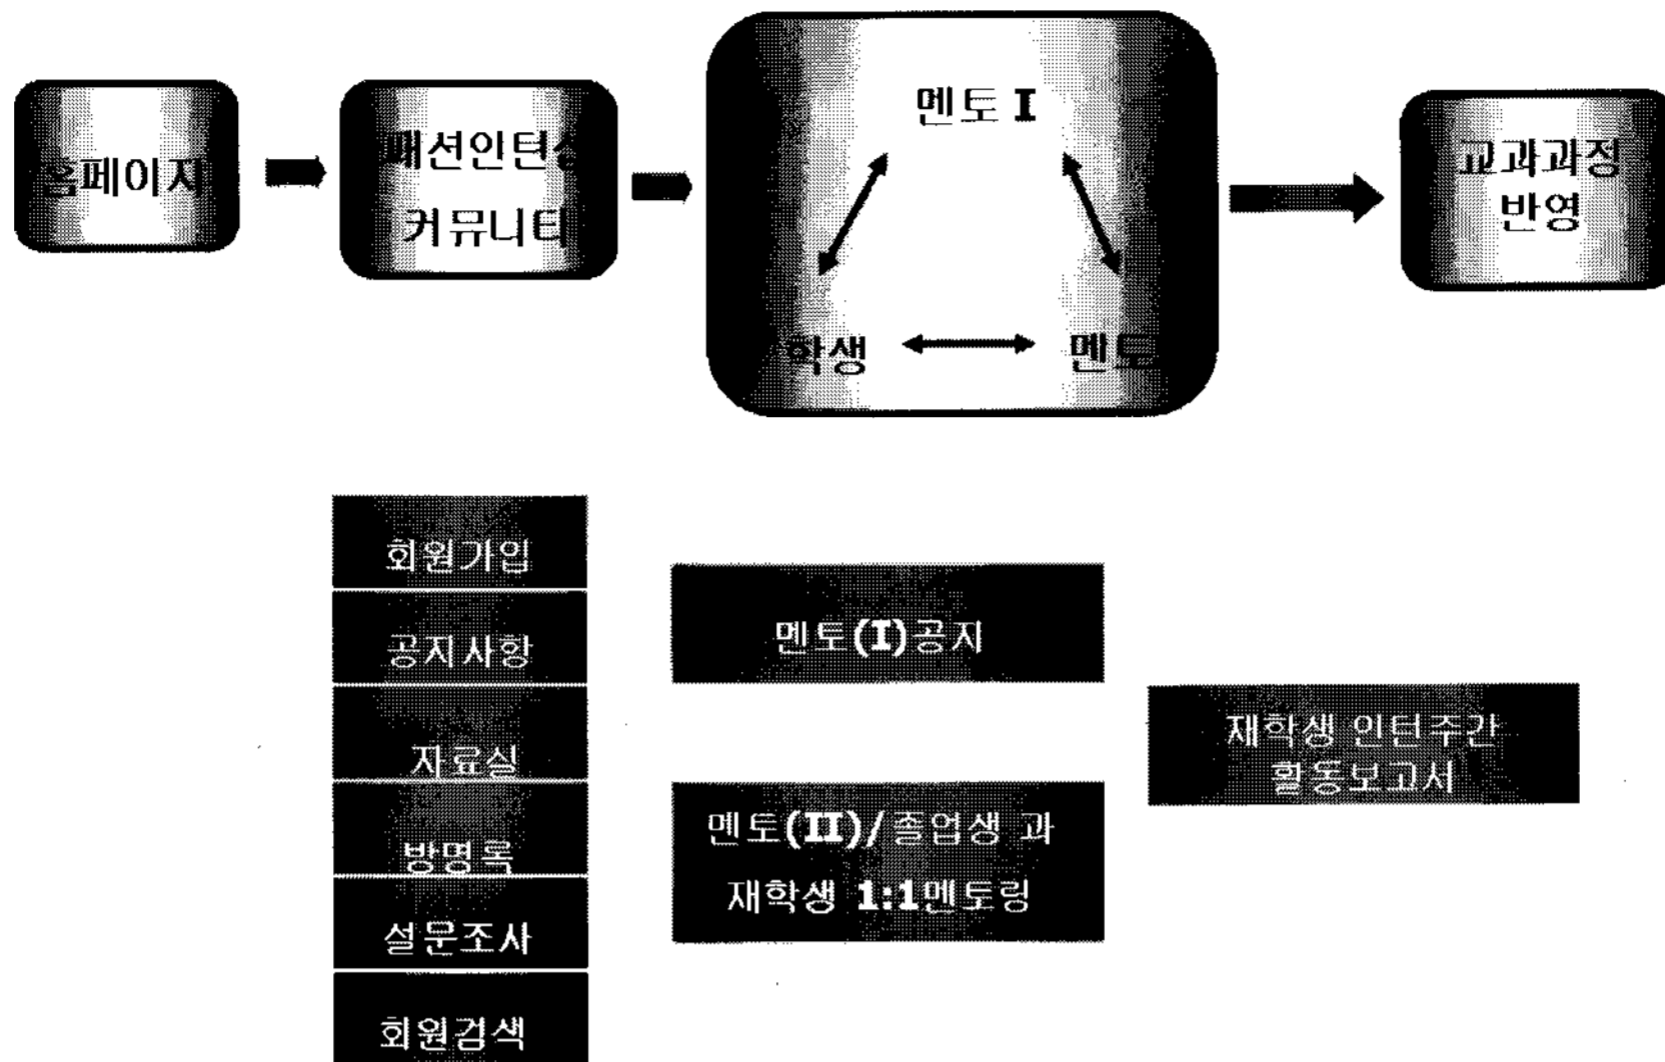 홈페이지
패션인턴싱
커뮤니티
멘토 I
학생
멘토
교과과정
반영
회원가입
공지사항
자료실
방명록
설문조사
회원검색
멘토(I)공지
멘토(II)/졸업생 과
재학생 1:1멘토링
재학생 인턴주간
활동보고서